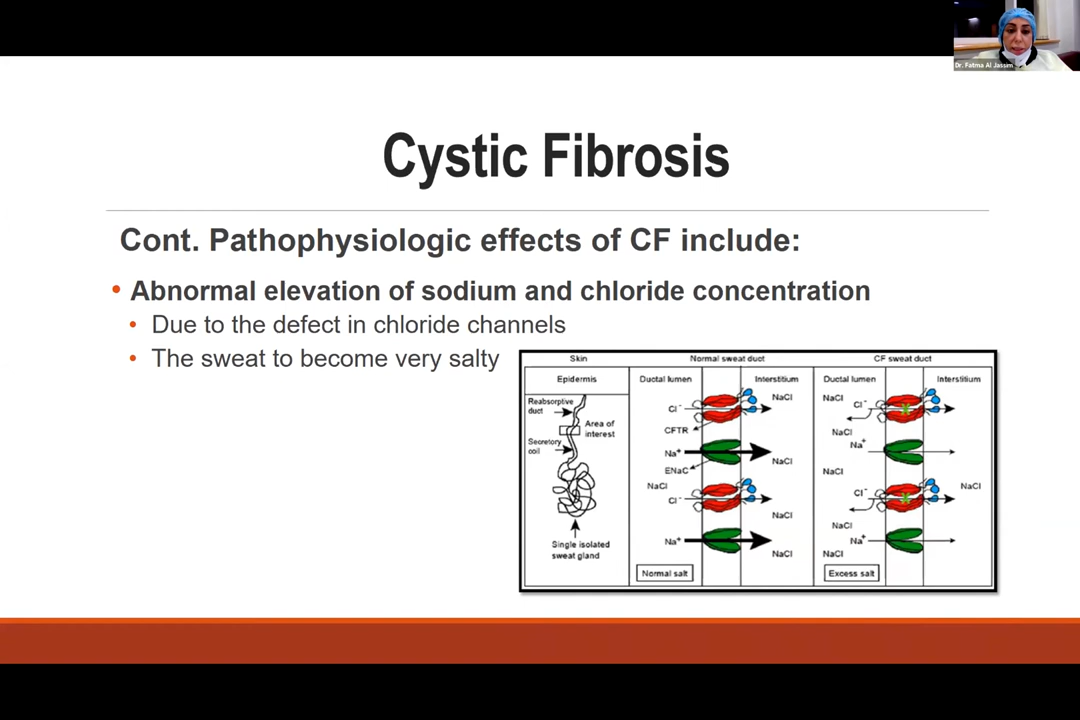 Dr. Fatma Al Jassim
Cystic Fibrosis
Cont. Pathophysiologic effects of CF include:
• Abnormal elevation of sodium and chloride concentration
• Due to the defect in chloride channels
• The sweat to become very salty
Skin
Epidermis
Reabsorptive
duct
Area of
interest
Secretory
coil
Single isolated
sweat gland
Normal sweat duct
Ductal lumen
Interstitium
NaCl
Cl⁻
CFTR
Na⁺
NaCl
ENaC
NaCl
Cl⁻
NaCl
Na⁺
NaCl
Normal salt
CF sweat duct
Ductal lumen
Interstitium
NaCl
Cl⁻
NaCl
Na⁺
NaCl
Cl⁻
NaCl
NaCl
Na⁺
NaCl
Excess salt